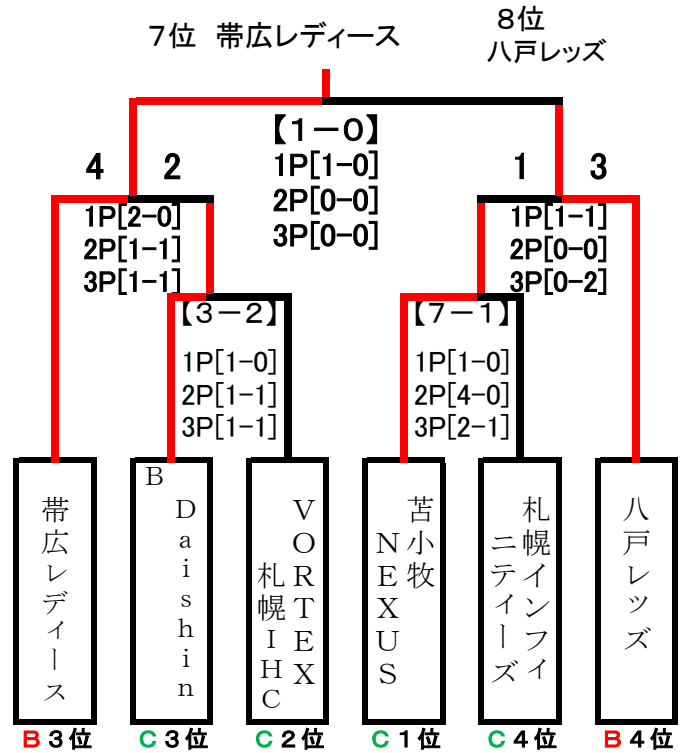 7位 帯広レディース
8位
八戸レッズ
【1-0】
1P[1-0]
2P[0-0]
3P[0-0]
4 2
1P[2-0]
2P[1-1]
3P[1-1]
1 3
1P[1-1]
2P[0-0]
3P[0-2]
【3-2】
1P[1-0]
2P[1-1]
3P[1-1]
【7-1】
1P[1-0]
2P[4-0]
3P[2-1]
帯広レディース
Daishin
B
VORTEX
札幌IHC
苫小牧
NEXUS
札幌インフィ
ニティーズ
八戸レッズ
B3位
C3位
C2位
C1位
C4位
B4位